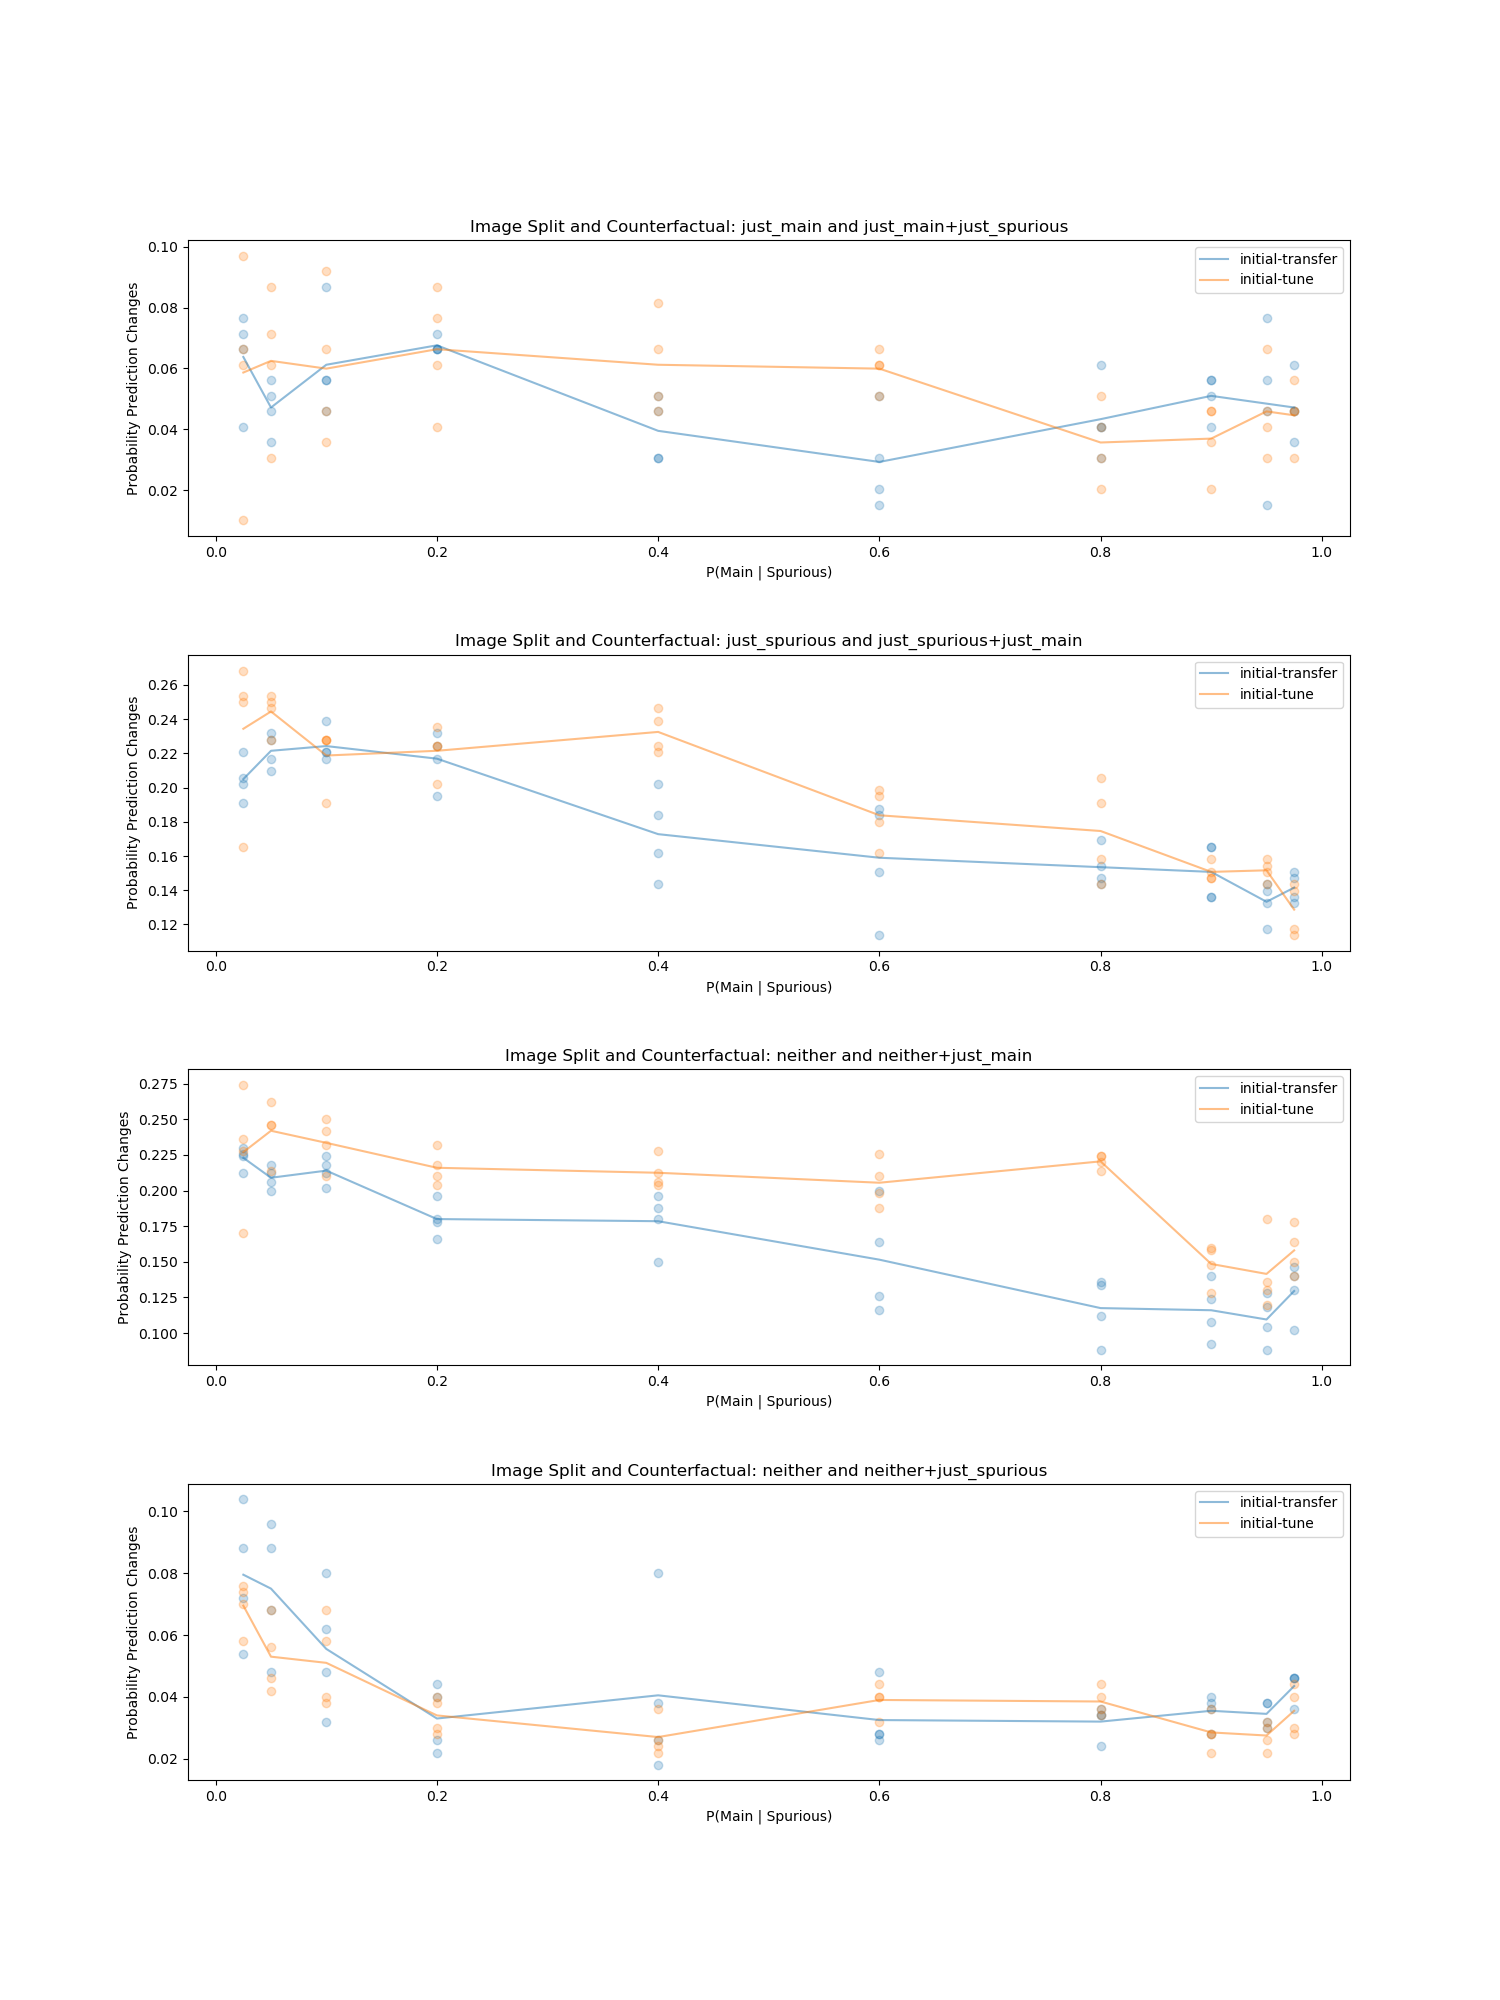 Image Split and Counterfactual: just_main and just_main+just_spurious
Probability Prediction Changes
0.10
0.08
0.06
0.04
0.02
initial-transfer
initial-tune
0.0 0.2 0.4 0.6 0.8 1.0
P(Main | Spurious)
Image Split and Counterfactual: just_spurious and just_spurious+just_main
Probability Prediction Changes
0.26
0.24
0.22
0.20
0.18
0.16
0.14
0.12
initial-transfer
initial-tune
0.0 0.2 0.4 0.6 0.8 1.0
P(Main | Spurious)
Image Split and Counterfactual: neither and neither+just_main
Probability Prediction Changes
0.275
0.250
0.225
0.200
0.175
0.150
0.125
0.100
initial-transfer
initial-tune
0.0 0.2 0.4 0.6 0.8 1.0
P(Main | Spurious)
Image Split and Counterfactual: neither and neither+just_spurious
Probability Prediction Changes
0.10
0.08
0.06
0.04
0.02
initial-transfer
initial-tune
0.0 0.2 0.4 0.6 0.8 1.0
P(Main | Spurious)